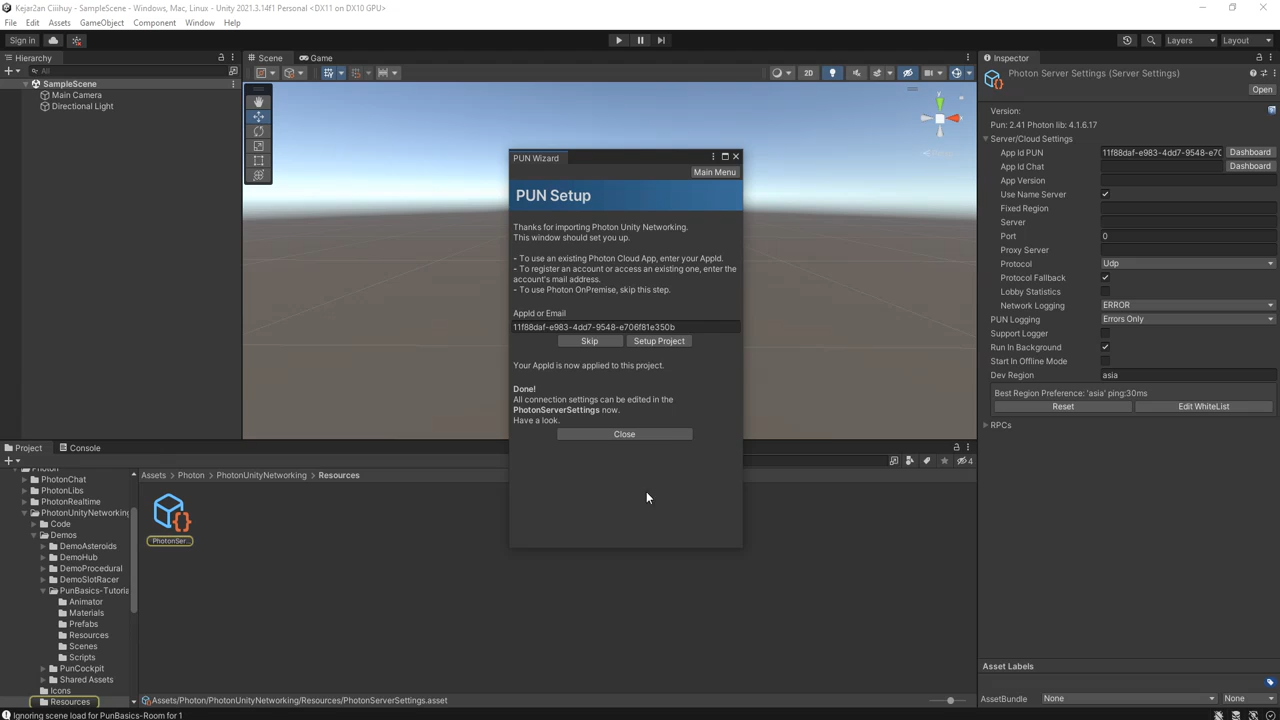 Kejar2an Ciiihuy - SampleScene - Windows, Mac, Linux - Unity 2021.3.14f1 Personal <DX11 on DX10 GPU>
File Edit Assets GameObject Component Window Help
Sign in Layers Layout
Hierarchy Scene Game Inspector
All
SampleScene
Main Camera
Directional Light
2D
Photon Server Settings (Server Settings)
Open
Version:
Pun: 2.41 Photon lib: 4.1.6.17
Server/Cloud Settings
App Id PUN 11f88daf-e983-4dd7-9548-e70 Dashboard
App Id Chat Dashboard
App Version
Use Name Server
Fixed Region
Server
Port 0
Proxy Server
Protocol Udp
Protocol Fallback
Lobby Statistics
Network Logging ERROR
PUN Logging Errors Only
Support Logger
Run In Background
Start In Offline Mode
Dev Region asia
Best Region Preference: 'asia' ping:30ms
Reset Edit WhiteList
RPCs
PUN Wizard
Main Menu
PUN Setup
Thanks for importing Photon Unity Networking.
This window should set you up.
- To use an existing Photon Cloud App, enter your AppId.
- To register an account or access an existing one, enter the
account's mail address.
- To use Photon OnPremise, skip this step.
AppId or Email
11f88daf-e983-4dd7-9548-e706f81e350b
Skip Setup Project
Your AppId is now applied to this project.
Done!
All connection settings can be edited in the
PhotonServerSettings now.
Have a look.
Close
Project Console
4
Photon
PhotonChat
PhotonLibs
PhotonRealtime
PhotonUnityNetworking
Code
Demos
DemoAsteroids
DemoHub
DemoProcedural
DemoSlotRacer
PunBasics-Tutoria
Animator
Materials
Prefabs
Resources
Scenes
Scripts
PunCockpit
Shared Assets
Icons
Resources
Assets Photon PhotonUnityNetworking Resources
PhotonSer...
Assets/Photon/PhotonUnityNetworking/Resources/PhotonServerSettings.asset
Asset Labels
AssetBundle None None
Ignoring scene load for PunBasics-Room for 1